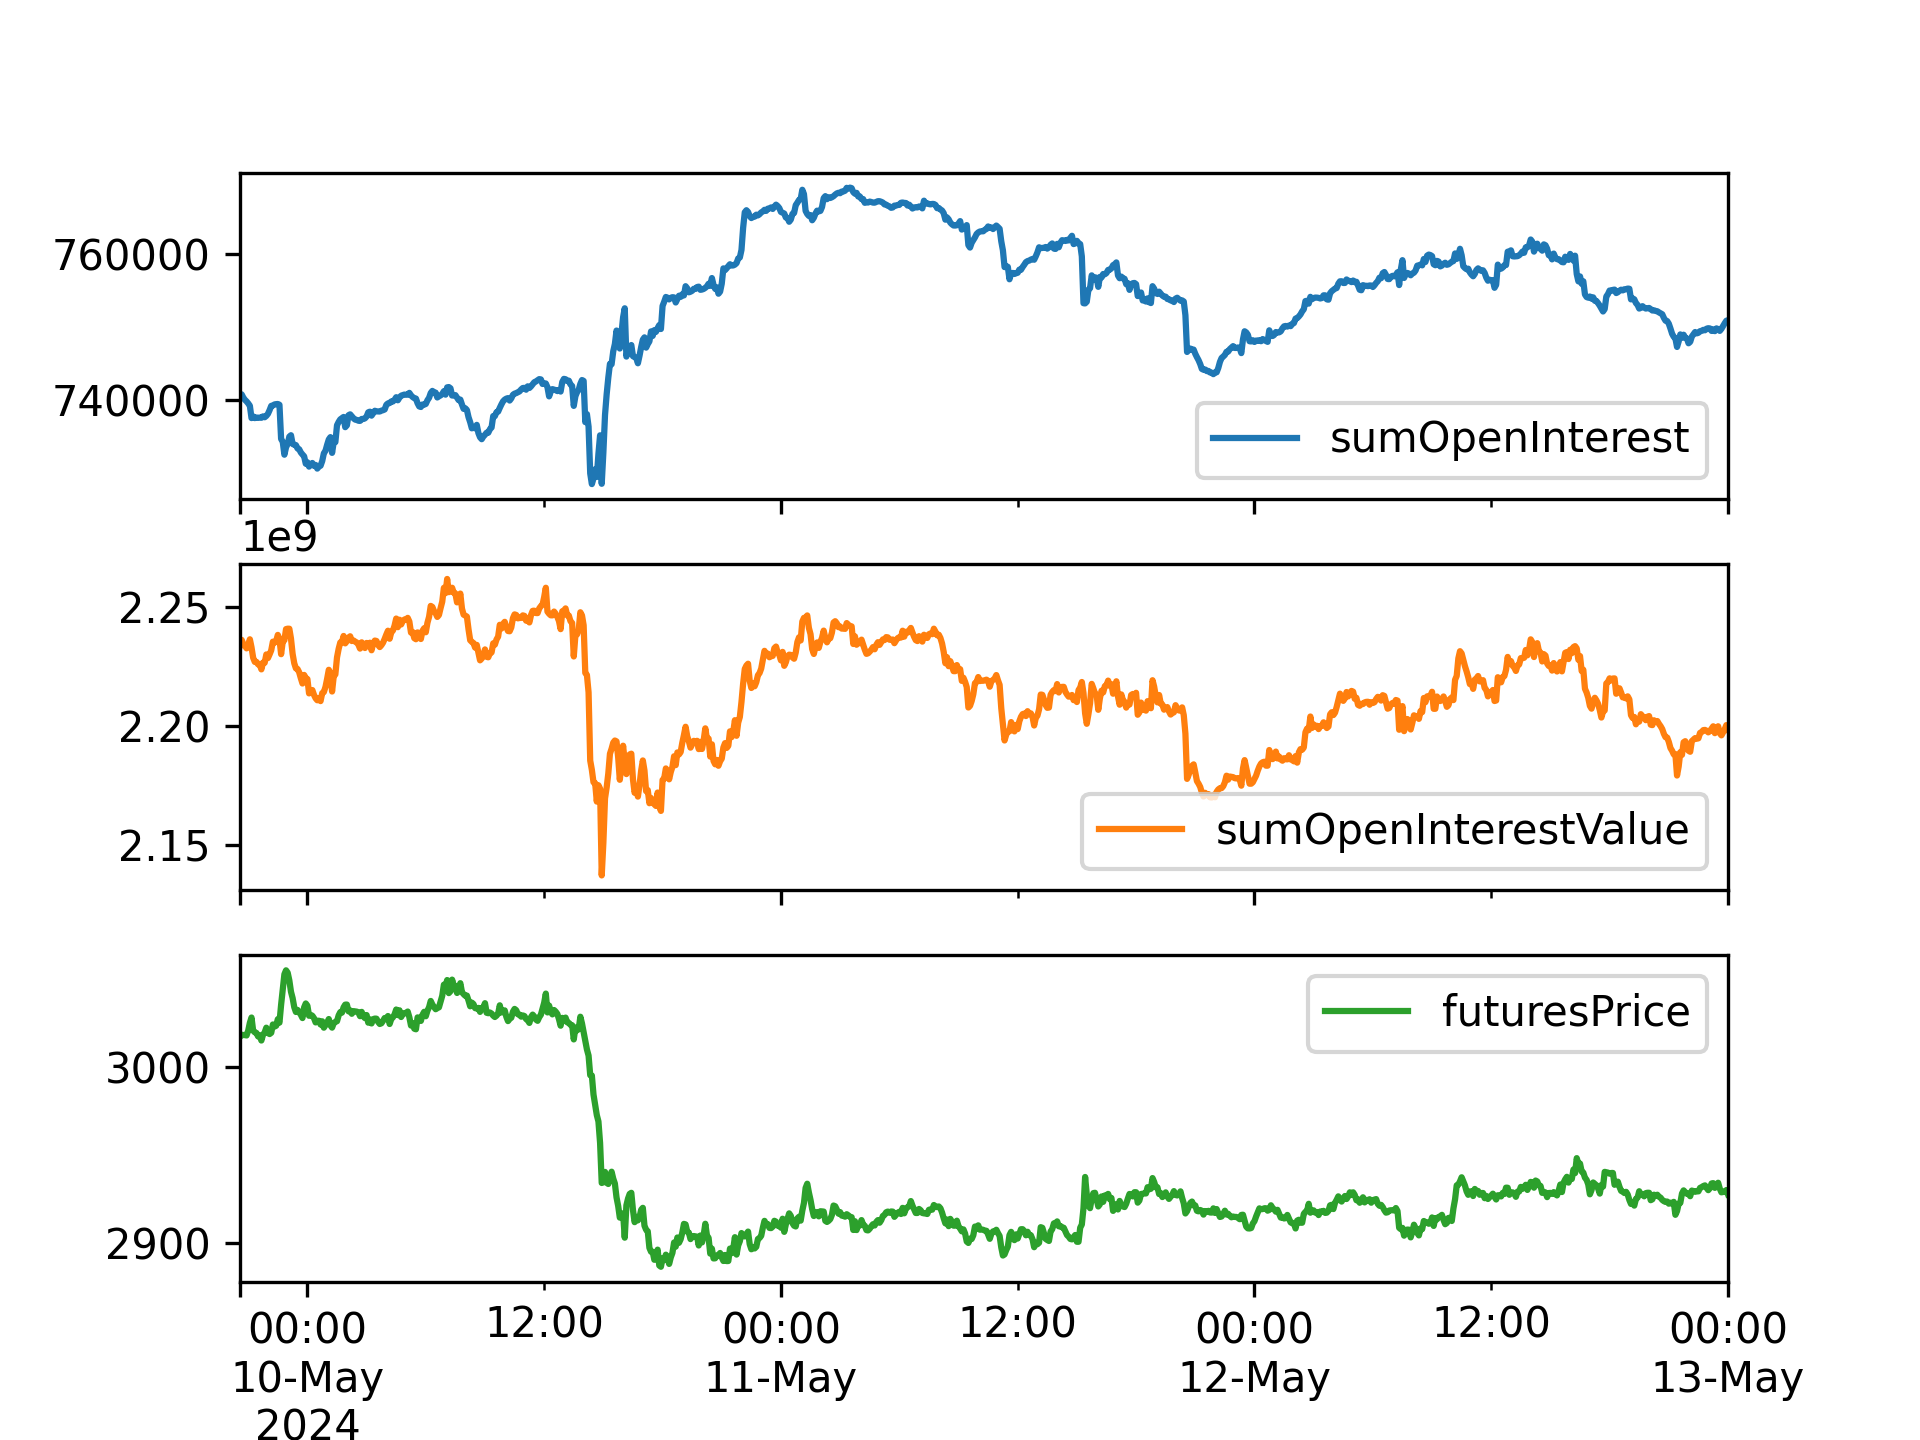 760000
740000
sumOpenInterest
1e9
2.25
2.20
2.15
sumOpenInterestValue
futuresPrice
3000
2900
00:00 12:00 00:00 12:00 00:00 12:00 00:00
10-May 11-May 12-May 13-May
2024